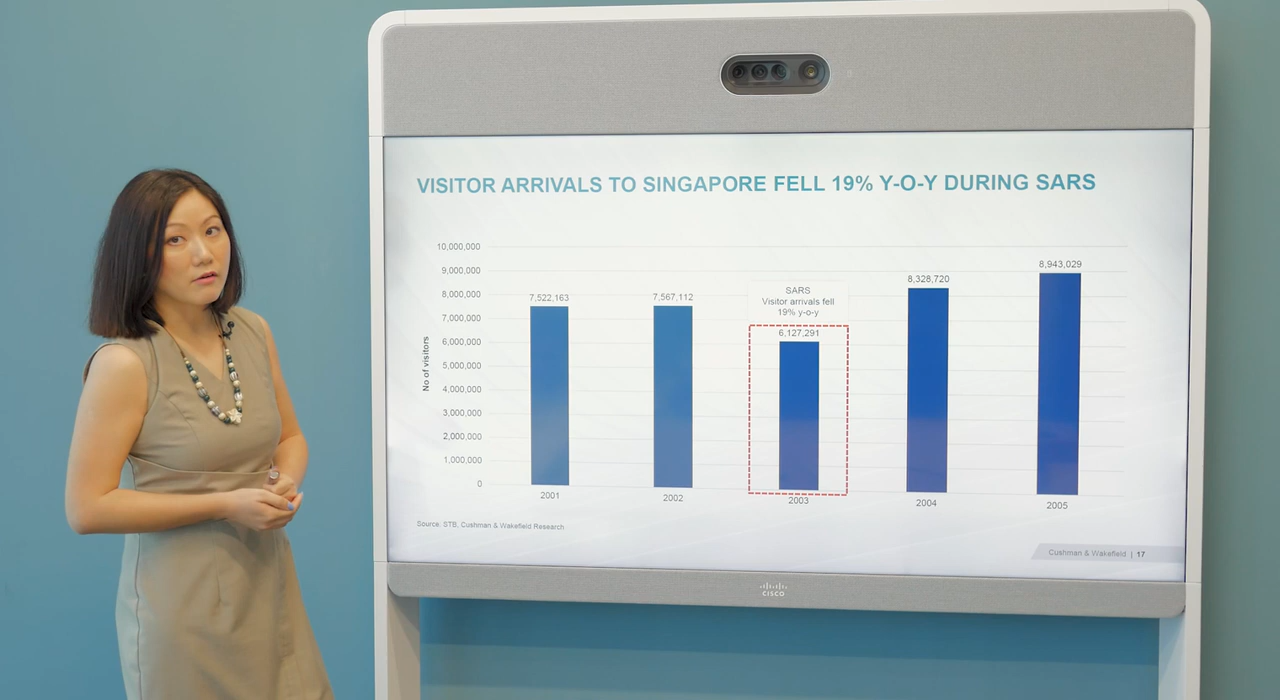 VISITOR ARRIVALS TO SINGAPORE FELL 19% Y-O-Y DURING SARS
No of visitors
10,000,000
9,000,000
8,000,000
7,000,000
6,000,000
5,000,000
4,000,000
3,000,000
2,000,000
1,000,000
0
7,522,163
7,567,112
SARS
Visitor arrivals fell
19% y-o-y
6,127,291
8,328,720
8,943,029
2001
2002
2003
2004
2005
Source: STB, Cushman & Wakefield Research
Cushman & Wakefield | 17
CISCO